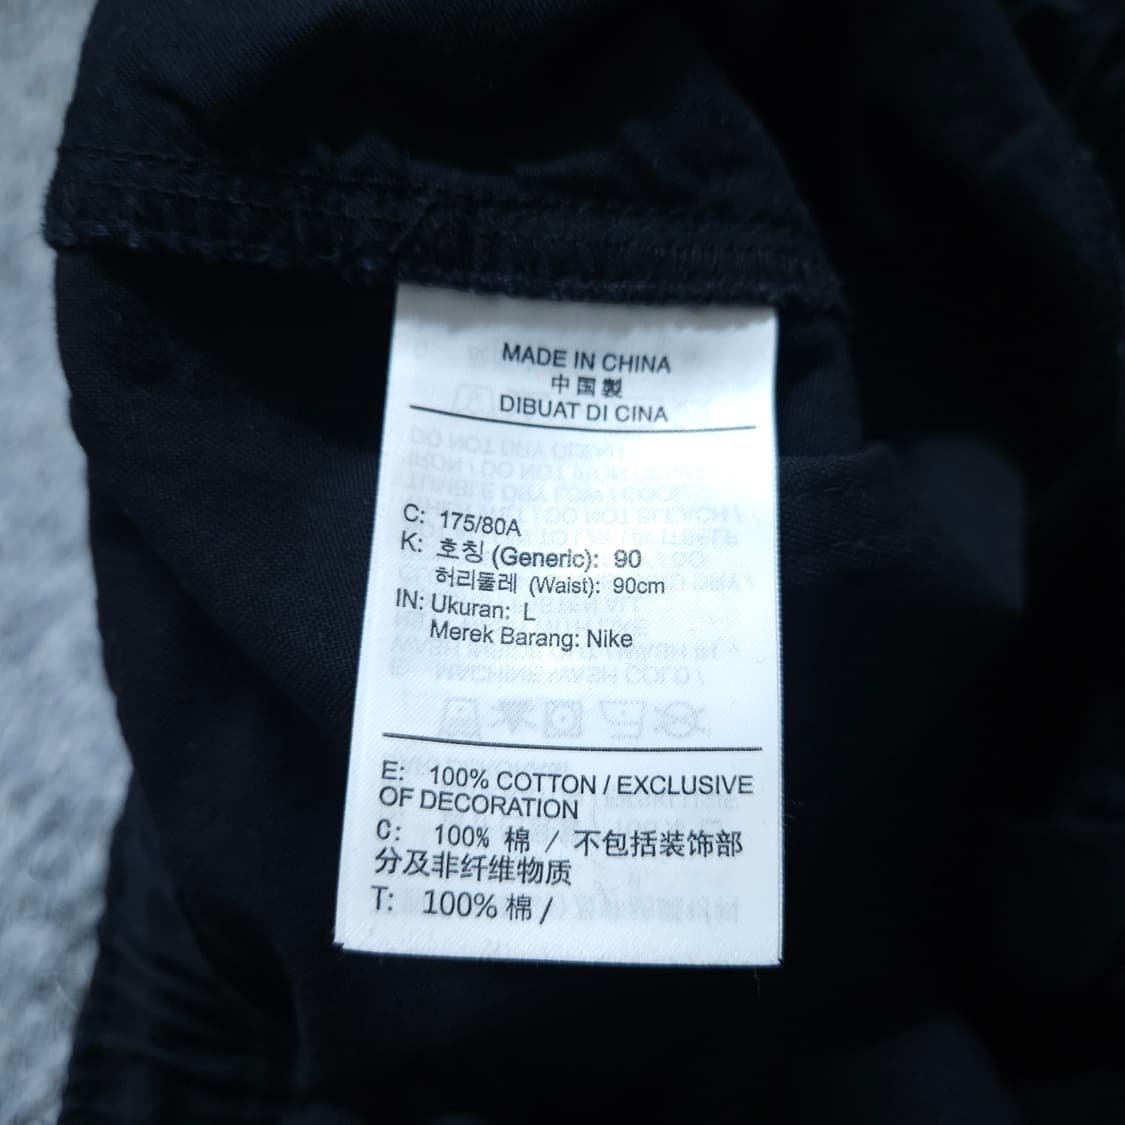 MADE IN CHINA
中国製
DIBUAT DI CINA
C: 175/80A
K: 호칭 (Generic): 90
허리둘레 (Waist): 90cm
IN: Ukuran: L
Merek Barang: Nike
E: 100% COTTON / EXCLUSIVE
OF DECORATION
C: 100% 棉 / 不包括装饰部
分及非纤维物质
T: 100% 棉 /